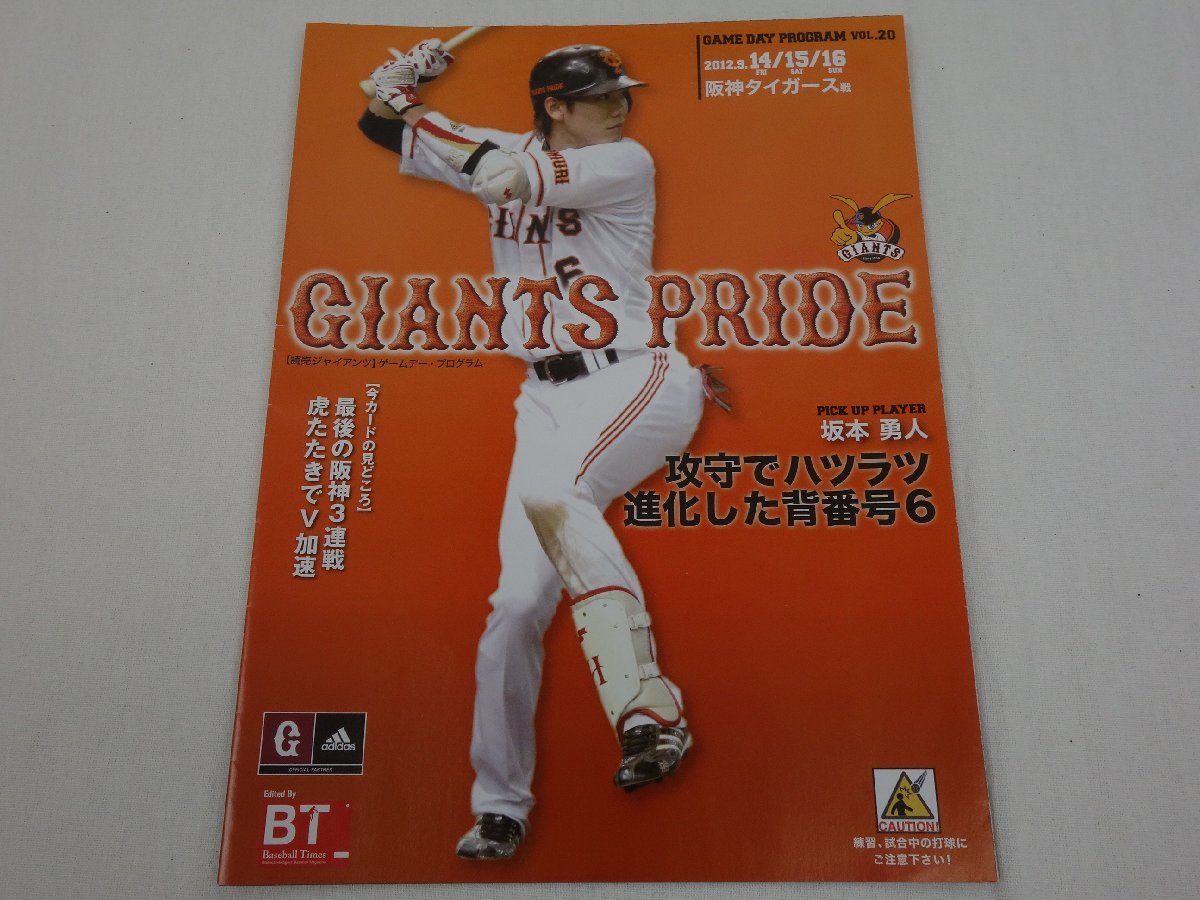 GAME DAY PROGRAM VOL.20
2012.9.14/15/16
FRI SAT SUN
阪神タイガース戦
GIANTS
GIANTS PRIDE
【読売ジャイアンツ】ゲームデー・プログラム
[今カードの見どころ]
最後の阪神3連戦
虎たたきでV加速
PICK UP PLAYER
坂本 勇人
攻守でハツラツ
進化した背番号6
G adidas
OFFICIAL PARTNER
Edited By
BT
Baseball Times
CAUTION!
練習、試合中の打球に
ご注意下さい!